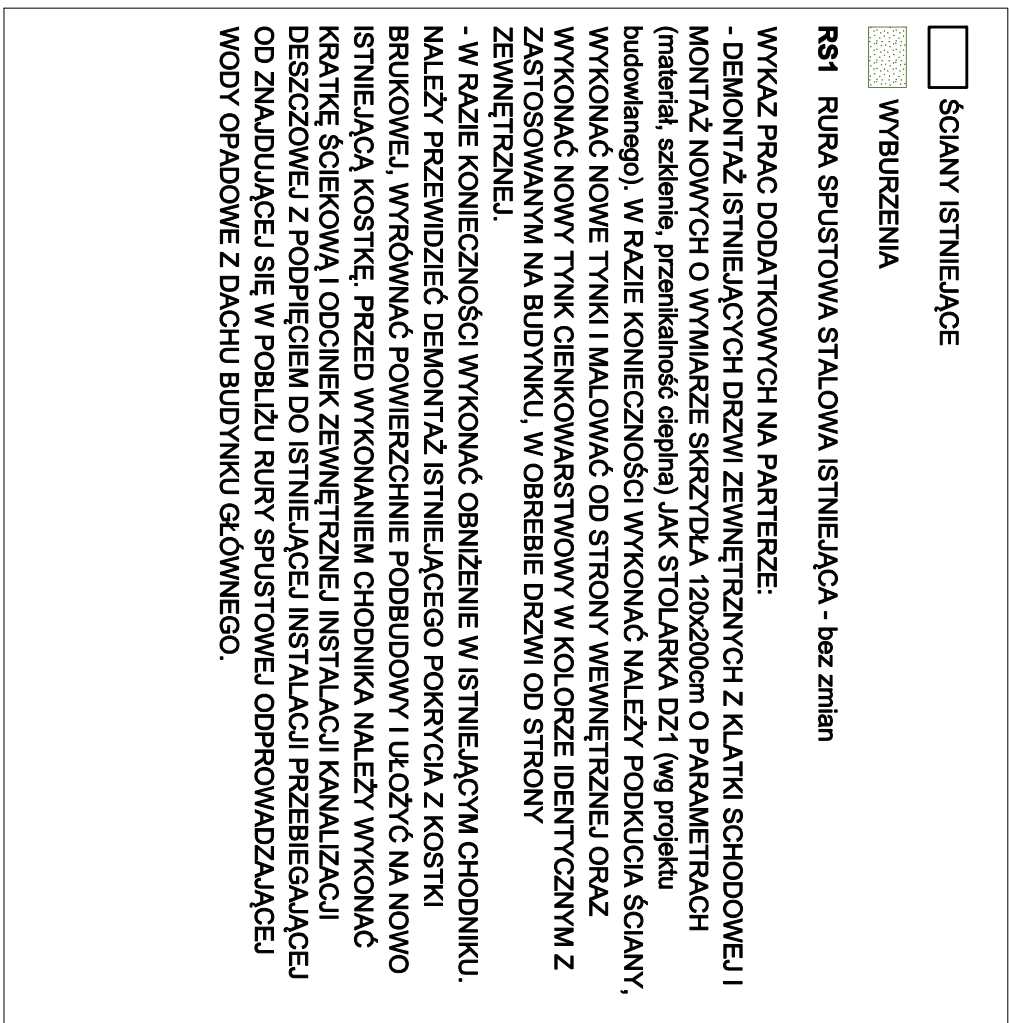 ŚCIANY ISTNIEJĄCE
WYBURZENIA
RS1 RURA SPUSTOWA STALOWA ISTNIEJĄCA - bez zmian
WYKAZ PRAC DODATKOWYCH NA PARTERZE:
- DEMONTAŻ ISTNIEJĄCYCH DRZWI ZEWNĘTRZNYCH Z KLATKI SCHODOWEJ I
MONTAŻ NOWYCH O WYMIARZE SKRZYDŁA 120x200cm O PARAMETRACH
(materiał, szklenie, przenikalność cieplna) JAK STOLARKA DZ1 (wg projektu
budowlanego). W RAZIE KONIECZNOŚCI WYKONAĆ NALEŻY PODKUCIA ŚCIANY,
WYKONAĆ NOWE TYNKI I MALOWAĆ OD STRONY WEWNĘTRZNEJ ORAZ
WYKONAĆ NOWY TYNK CIENKOWARSTWOWY W KOLORZE IDENTYCZNYM Z
ZASTOSOWANYM NA BUDYNKU, W OBREBIE DRZWI OD STRONY
ZEWNĘTRZNEJ.
- W RAZIE KONIECZNOŚCI WYKONAĆ OBNIŻENIE W ISTNIEJĄCYM CHODNIKU.
NALEŻY PRZEWIDZIEĆ DEMONTAŻ ISTNIEJĄCEGO POKRYCIA Z KOSTKI
BRUKOWEJ, WYRÓWNAĆ POWIERZCHNIE PODBUDOWY I UŁOŻYĆ NA NOWO
ISTNIEJĄCĄ KOSTKĘ. PRZED WYKONANIEM CHODNIKA NALEŻY WYKONAĆ
KRATKĘ ŚCIEKOWĄ I ODCINEK ZEWNĘTRZNEJ INSTALACJI KANALIZACJI
DESZCZOWEJ Z PODPIĘCIEM DO ISTNIEJĄCEJ INSTALACJI PRZEBIEGAJĄCEJ
OD ZNAJDUJĄCEJ SIĘ W POBLIŻU RURY SPUSTOWEJ ODPROWADZAJĄCEJ
WODY OPADOWE Z DACHU BUDYNKU GŁÓWNEGO.